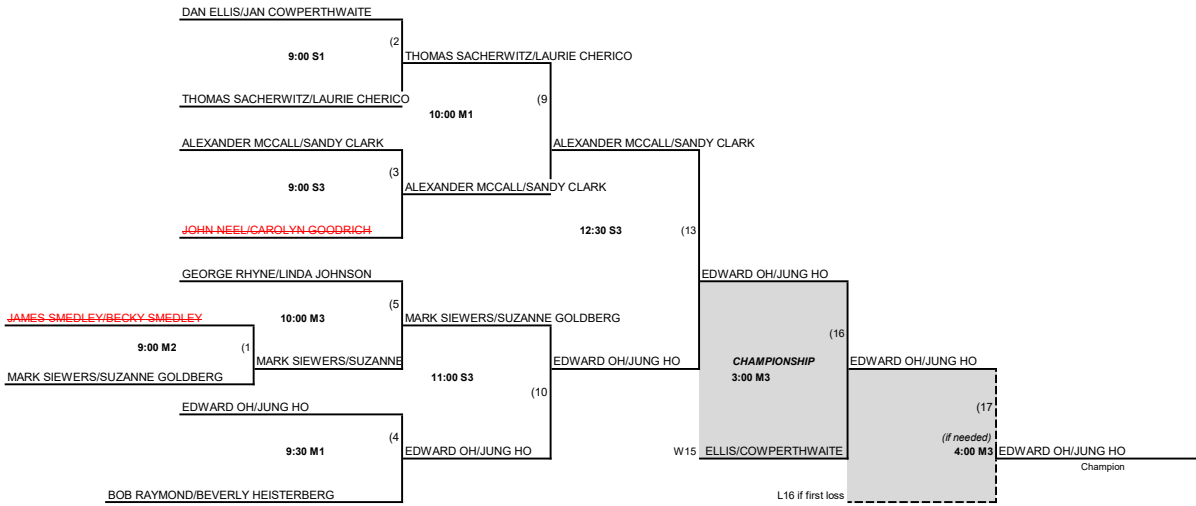 DAN ELLIS/JAN COWPERTHWAITE
(2
9:00 S1
THOMAS SACHERWITZ/LAURIE CHERICO
THOMAS SACHERWITZ/LAURIE CHERICO
(9
10:00 M1
ALEXANDER MCCALL/SANDY CLARK
ALEXANDER MCCALL/SANDY CLARK
(3
9:00 S3
ALEXANDER MCCALL/SANDY CLARK
JOHN NEEL/CAROLYN GOODRICH
12:30 S3
(13
GEORGE RHYNE/LINDA JOHNSON
EDWARD OH/JUNG HO
(5
JAMES SMEDLEY/BECKY SMEDLEY
10:00 M3
MARK SIEWERS/SUZANNE GOLDBERG
(16
9:00 M2
(1
MARK SIEWERS/SUZANNE
EDWARD OH/JUNG HO
CHAMPIONSHIP
EDWARD OH/JUNG HO
MARK SIEWERS/SUZANNE GOLDBERG
11:00 S3
3:00 M3
(10
EDWARD OH/JUNG HO
(17
(4
(if needed)
9:30 M1
EDWARD OH/JUNG HO
W15
ELLIS/COWPERTHWAITE
4:00 M3
EDWARD OH/JUNG HO
Champion
BOB RAYMOND/BEVERLY HEISTERBERG
L16 if first loss